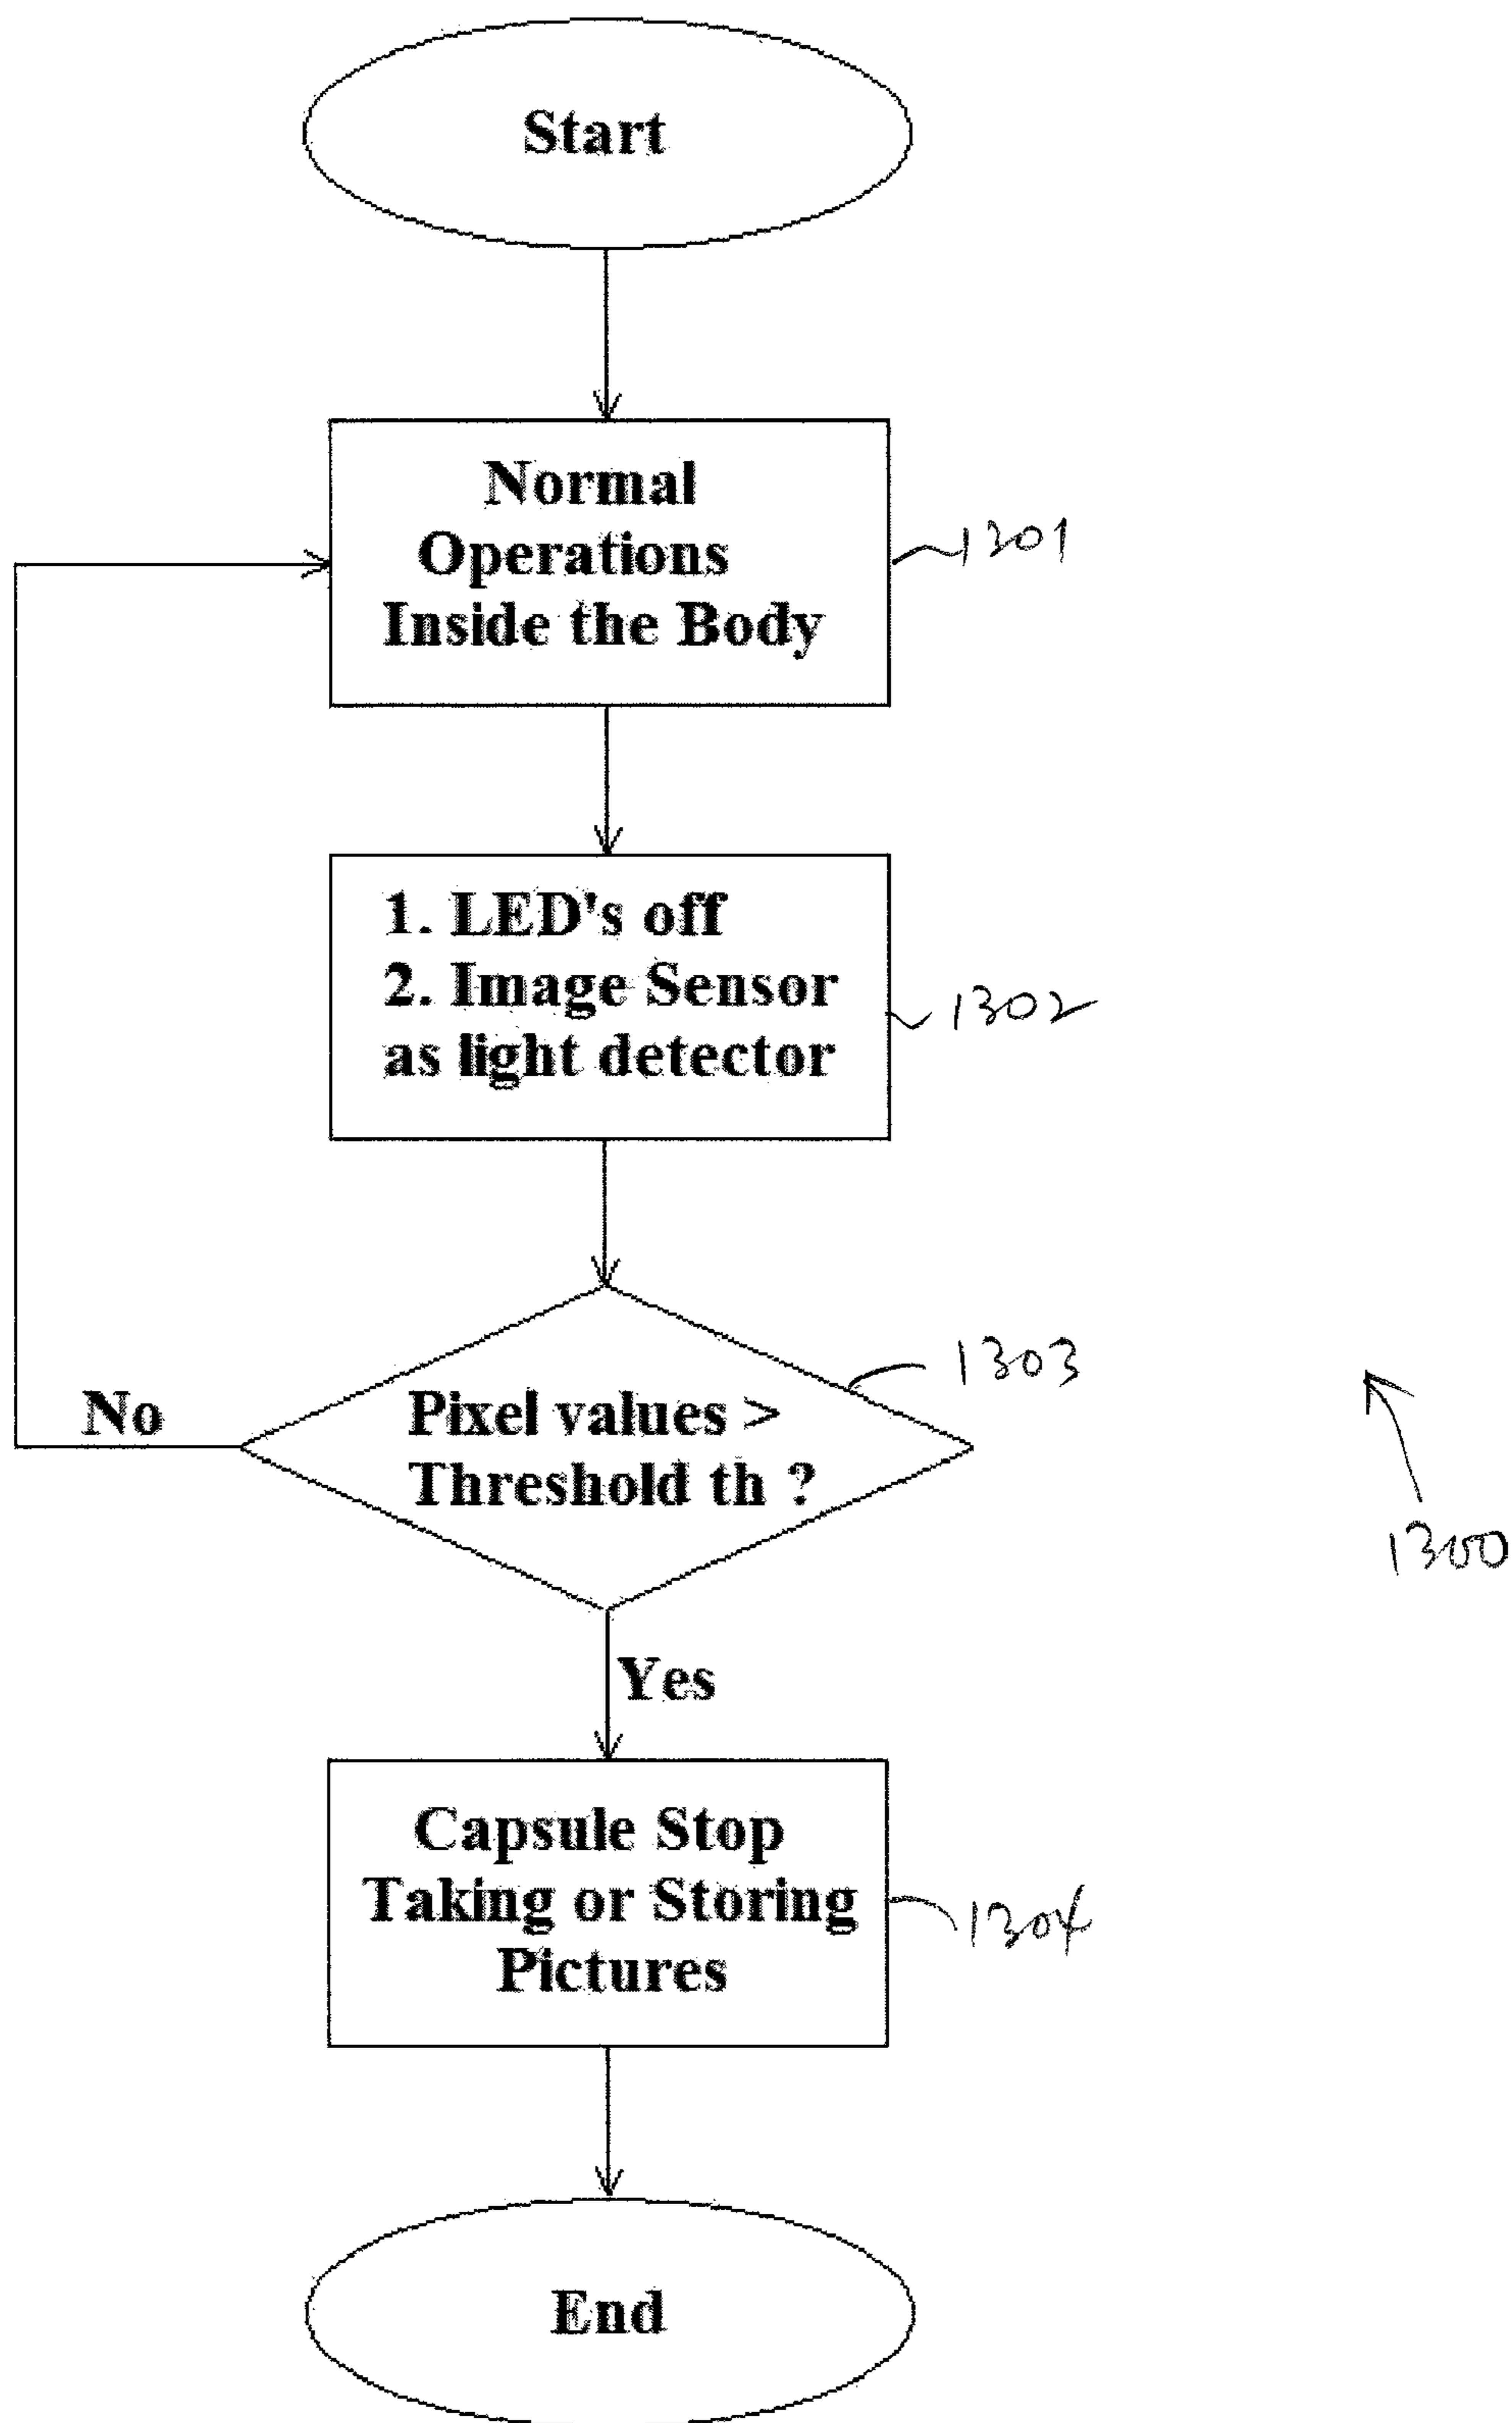 Start
Normal
Operations
Inside the Body
1301
1. LED's off
2. Image Sensor
as light detector
1302
1303
No
Pixel values >
Threshold th ?
1300
Yes
Capsule Stop
Taking or Storing
Pictures
1304
End